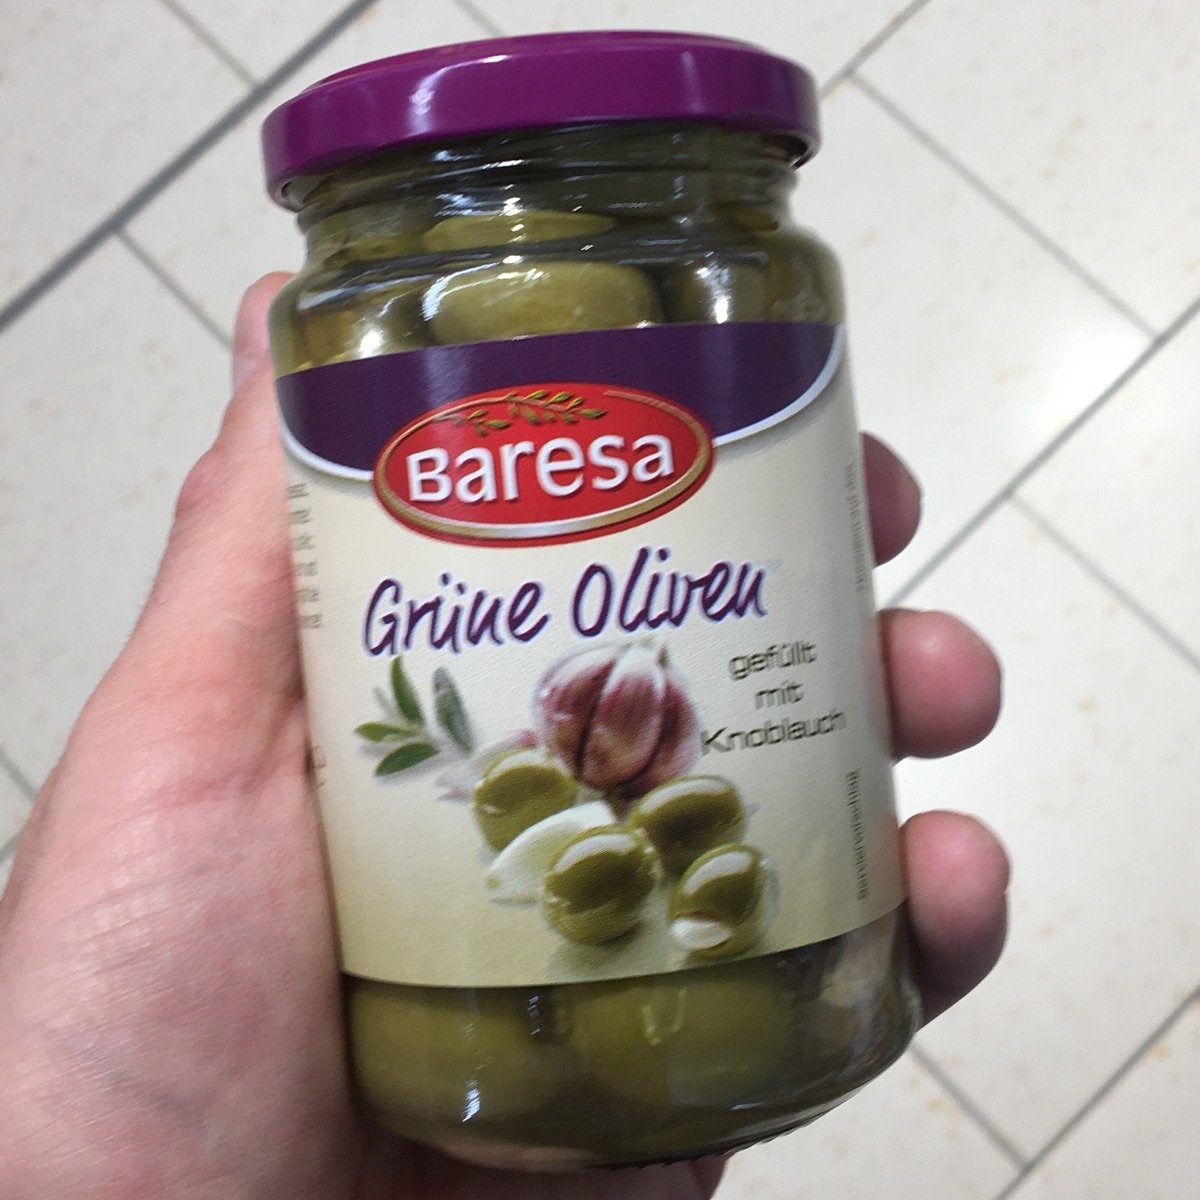 Baresa
Grüne Oliven
gefüllt
mit
Knoblauch